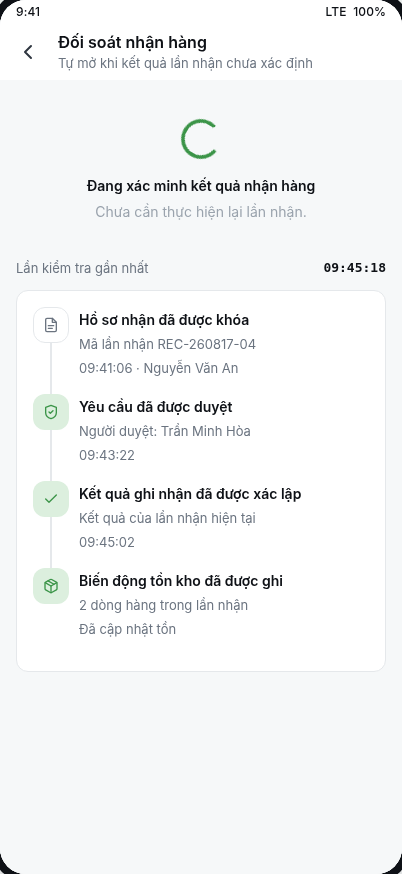 9:41 LTE 100%
Đối soát nhận hàng
Tự mở khi kết quả lần nhận chưa xác định
Đang xác minh kết quả nhận hàng
Chưa cần thực hiện lại lần nhận.
Lần kiểm tra gần nhất 09:45:18
Hồ sơ nhận đã được khóa
Mã lần nhận REC-260817-04
09:41:06 · Nguyễn Văn An
Yêu cầu đã được duyệt
Người duyệt: Trần Minh Hòa
09:43:22
Kết quả ghi nhận đã được xác lập
Kết quả của lần nhận hiện tại
09:45:02
Biến động tồn kho đã được ghi
2 dòng hàng trong lần nhận
Đã cập nhật tồn